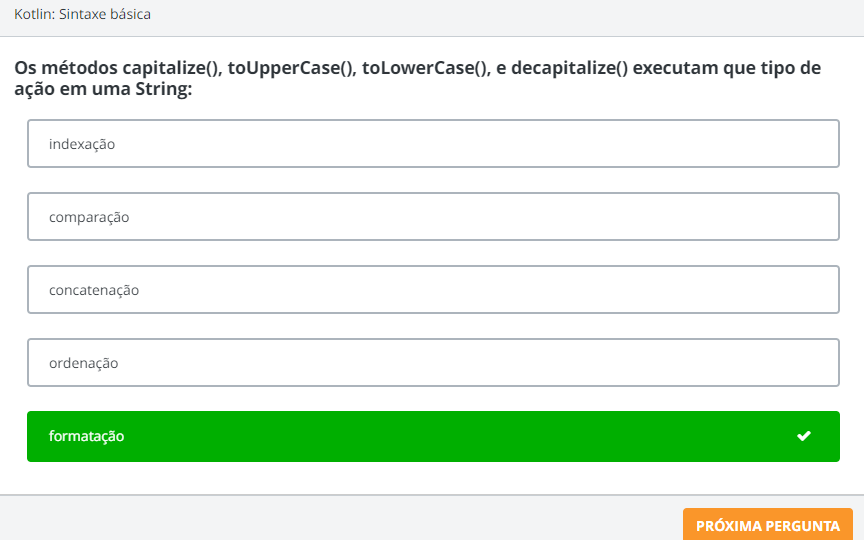 Kotlin: Sintaxe básica
Os métodos capitalize(), toUpperCase(), toLowerCase(), e decapitalize() executam que tipo de
ação em uma String:
indexação
comparação
concatenação
ordenação
formatação
PRÓXIMA PERGUNTA